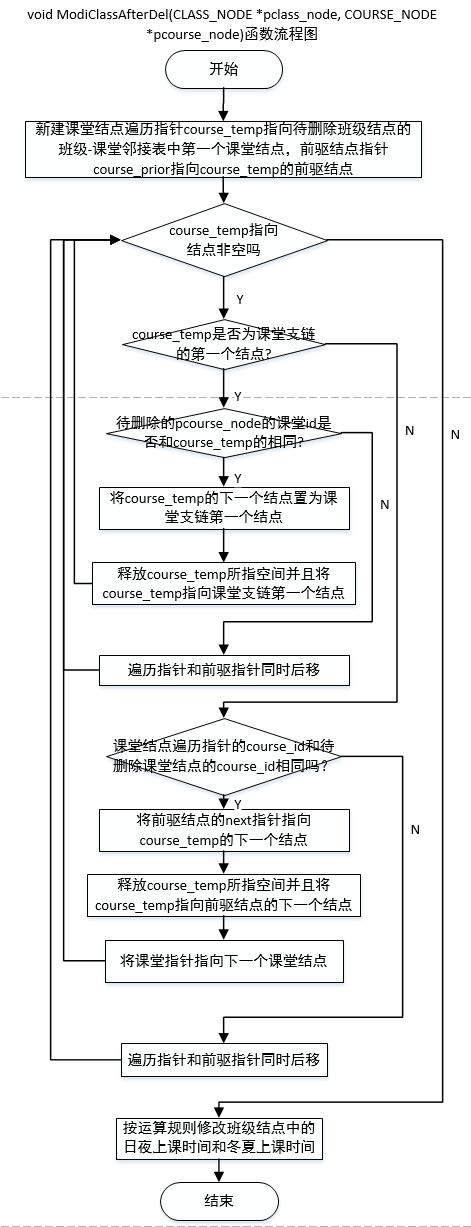 void ModiClassAfterDel(CLASS_NODE *pclass_node, COURSE_NODE
*pcourse_node)函数流程图
开始
新建课堂结点遍历指针course_temp指向待删除班级结点的
班级-课堂邻接表中第一个课堂结点，前驱结点指针
course_prior指向course_temp的前驱结点
course_temp指向
结点非空吗
Y
course_temp是否为课堂支链
的第一个结点?
Y
N
N
待删除的pcourse_node的课堂id是
否和course_temp的相同?
Y
N
将course_temp的下一个结点置为课
堂支链第一个结点
释放course_temp所指空间并且将
course_temp指向课堂支链第一个结点
遍历指针和前驱指针同时后移
课堂结点遍历指针的course_id和待
删除课堂结点的course_id相同吗?
Y
N
将前驱结点的next指针指向
course_temp的下一个结点
释放course_temp所指空间并且将
course_temp指向前驱结点的下一个结点
将课堂指针指向下一个课堂结点
遍历指针和前驱指针同时后移
按运算规则修改班级结点中的
日夜上课时间和冬夏上课时间
结束